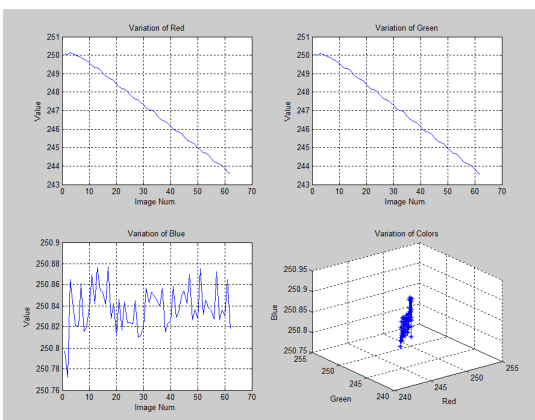 Variation of Red
Value
251
250
249
248
247
246
245
244
243
0 10 20 30 40 50 60 70
Image Num.
Variation of Green
Value
251
250
249
248
247
246
245
244
243
0 10 20 30 40 50 60 70
Image Num.
Variation of Blue
Value
250.9
250.88
250.86
250.84
250.82
250.8
250.78
250.76
0 10 20 30 40 50 60 70
Image Num.
Variation of Colors
Blue
250.95
250.9
250.85
250.8
250.75
255
250
245
240
Green
240
245
250
255
Red